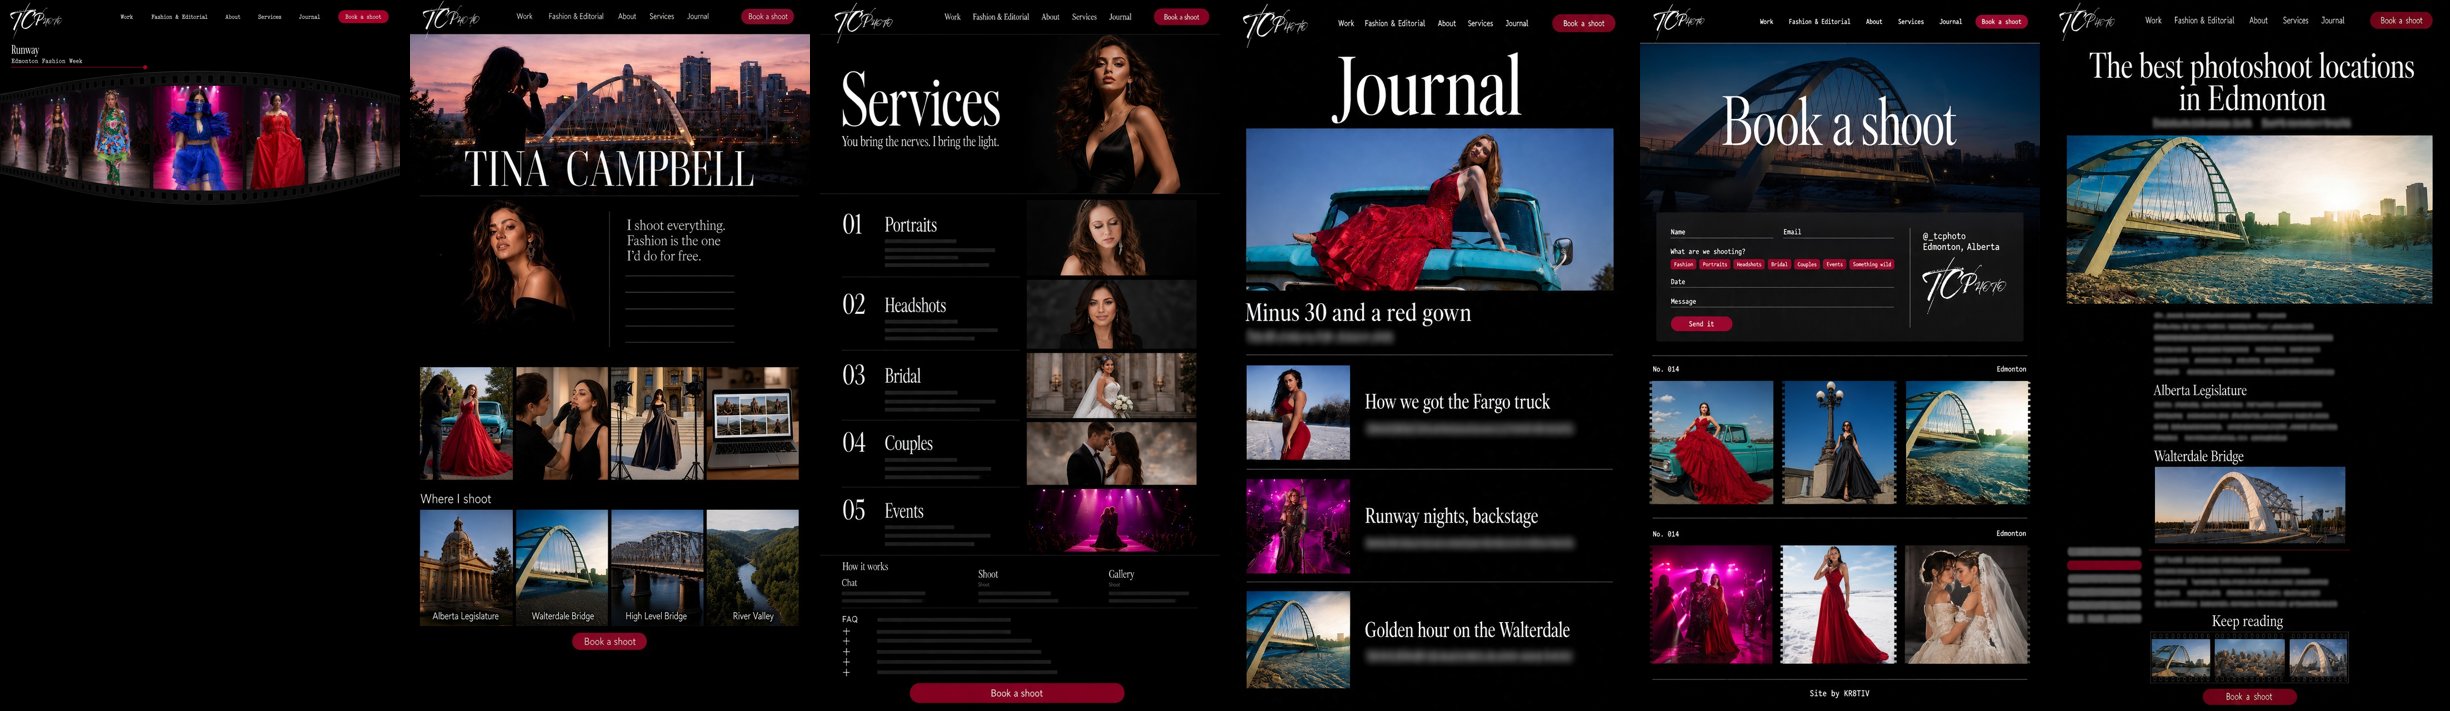 TCPHOTO
Work Fashion & Editorial About Services Journal Book a shoot
Runway
Edmonton Fashion Week
TCPHOTO
Work Fashion & Editorial About Services Journal Book a shoot
TINA CAMPBELL
I shoot everything.
Fashion is the one
I'd do for free.
Where I shoot
Alberta Legislature Walterdale Bridge High Level Bridge River Valley
Book a shoot
TCPHOTO
Work Fashion & Editorial About Services Journal Book a shoot
Services
You bring the nerves. I bring the light.
01 Portraits
02 Headshots
03 Bridal
04 Couples
05 Events
How it works
Chat Shoot Gallery
FAQ
Book a shoot
TCPHOTO
Work Fashion & Editorial About Services Journal Book a shoot
Journal
Minus 30 and a red gown
How we got the Fargo truck
Runway nights, backstage
Golden hour on the Walterdale
TCPHOTO
Work Fashion & Editorial About Services Journal Book a shoot
Book a shoot
Name Email
What are we shooting?
Fashion Portraits Headshots Bridal Couples Events Something wild
Date
Message
Send it
@_tcphoto
Edmonton, Alberta
TCPHOTO
No. 014 Edmonton
No. 014 Edmonton
Site by KR8TIV
TCPHOTO
Work Fashion & Editorial About Services Journal Book a shoot
The best photoshoot locations
in Edmonton
Alberta Legislature
Walterdale Bridge
Keep reading
Book a shoot